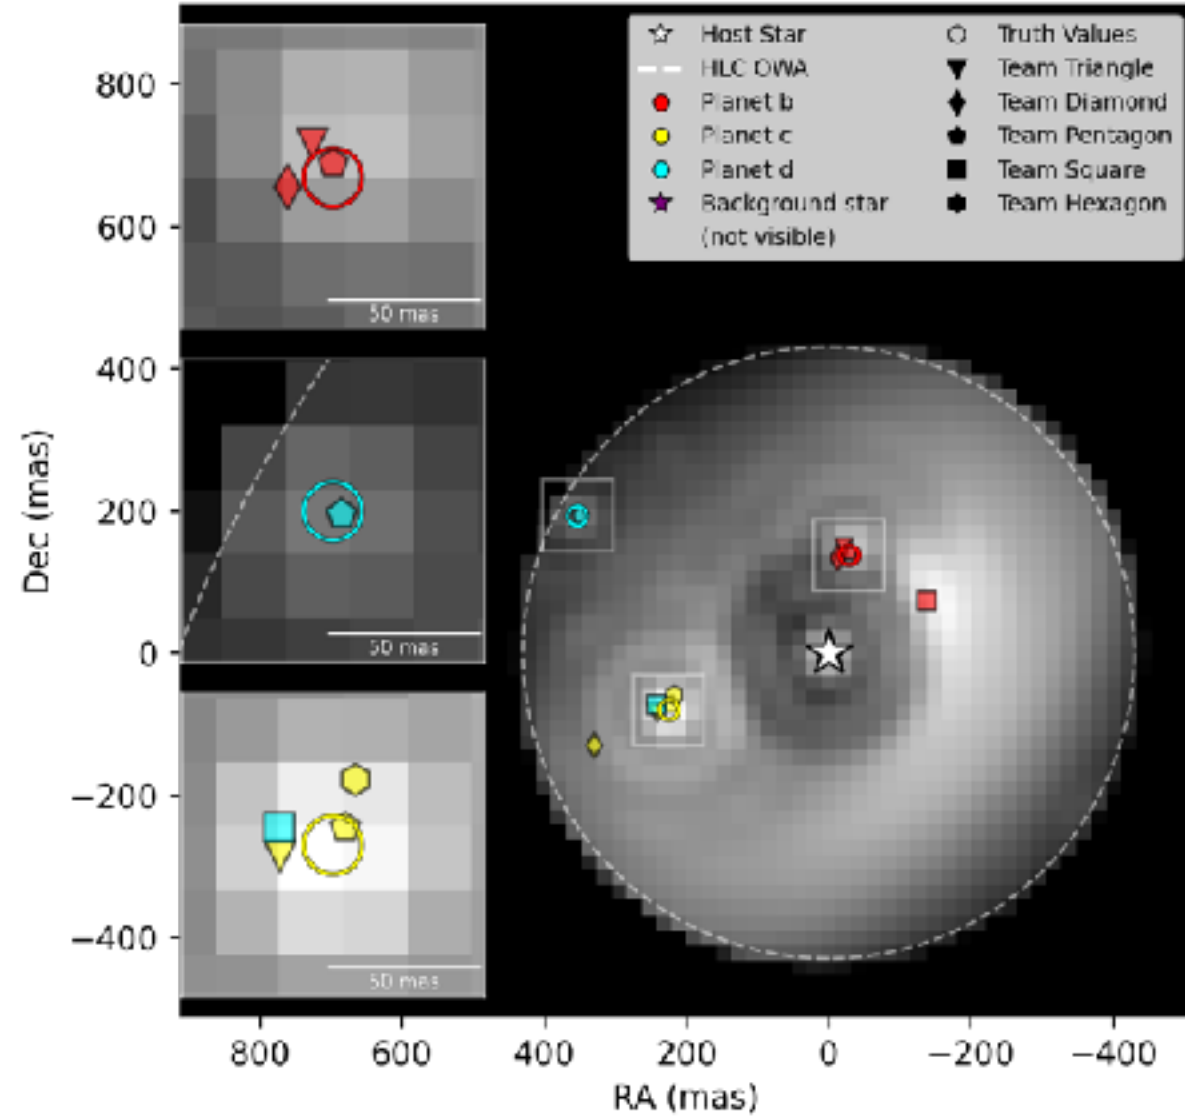 Host Star
HLC OWA
Planet b
Planet c
Planet d
Background star
(not visible)
Truth Values
Team Triangle
Team Diamond
Team Pentagon
Team Square
Team Hexagon
50 mas
50 mas
50 mas
Dec (mas)
800
600
400
200
0
−200
−400
800
600
400
200
0
−200
−400
RA (mas)